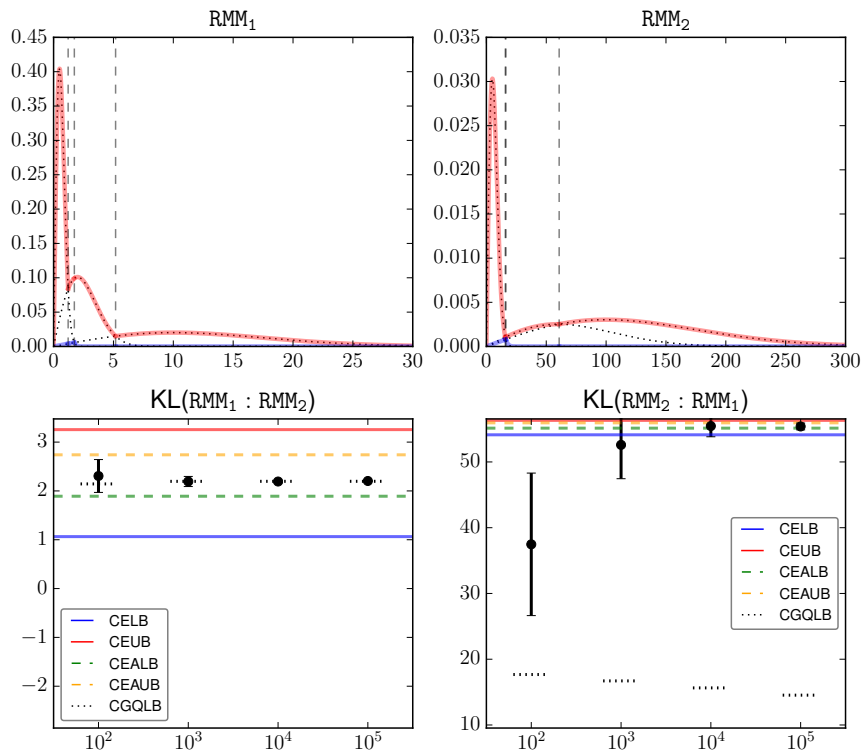 RMM₁
0.45
0.40
0.35
0.30
0.25
0.20
0.15
0.10
0.05
0.00
0 5 10 15 20 25 30
RMM₂
0.035
0.030
0.025
0.020
0.015
0.010
0.005
0.000
0 50 100 150 200 250 300
KL(RMM₁ : RMM₂)
3
2
1
0
−1
−2
10² 10³ 10⁴ 10⁵
CELB
CEUB
CEALB
CEAUB
CGQLB
KL(RMM₂ : RMM₁)
50
40
30
20
10
10² 10³ 10⁴ 10⁵
CELB
CEUB
CEALB
CEAUB
CGQLB